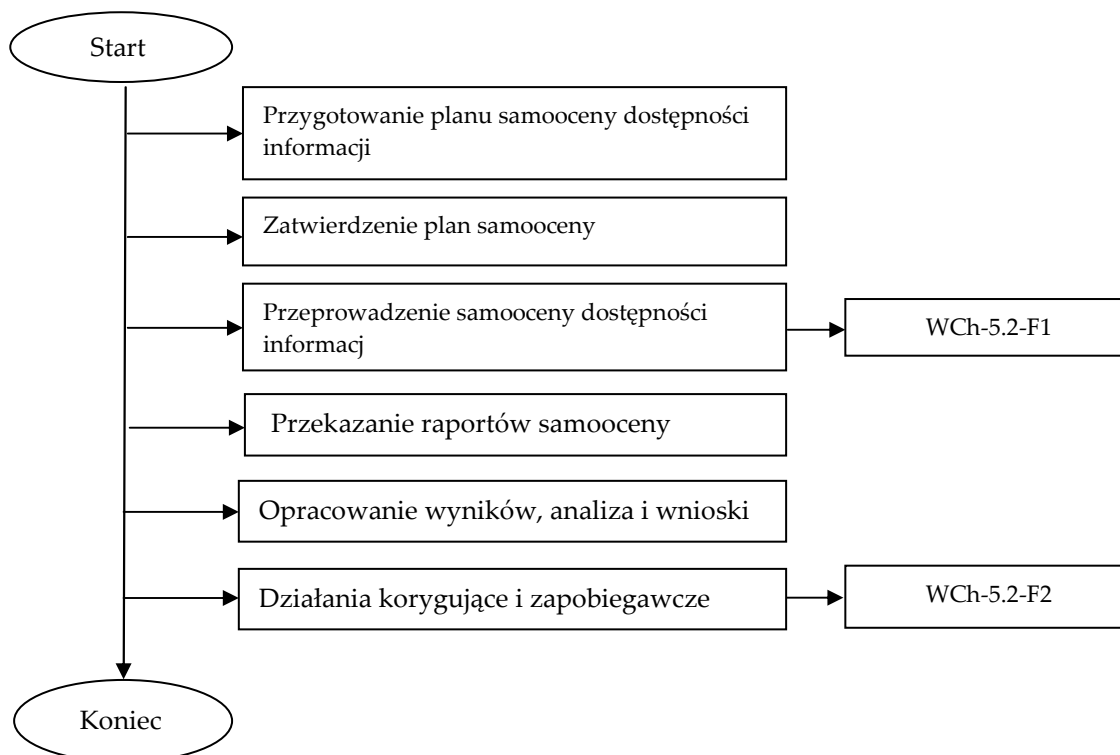 Start
Przygotowanie planu samooceny dostępności
informacji
Zatwierdzenie plan samooceny
Przeprowadzenie samooceny dostępności
informacj
WCh-5.2-F1
Przekazanie raportów samooceny
Opracowanie wyników, analiza i wnioski
Działania korygujące i zapobiegawcze
WCh-5.2-F2
Koniec